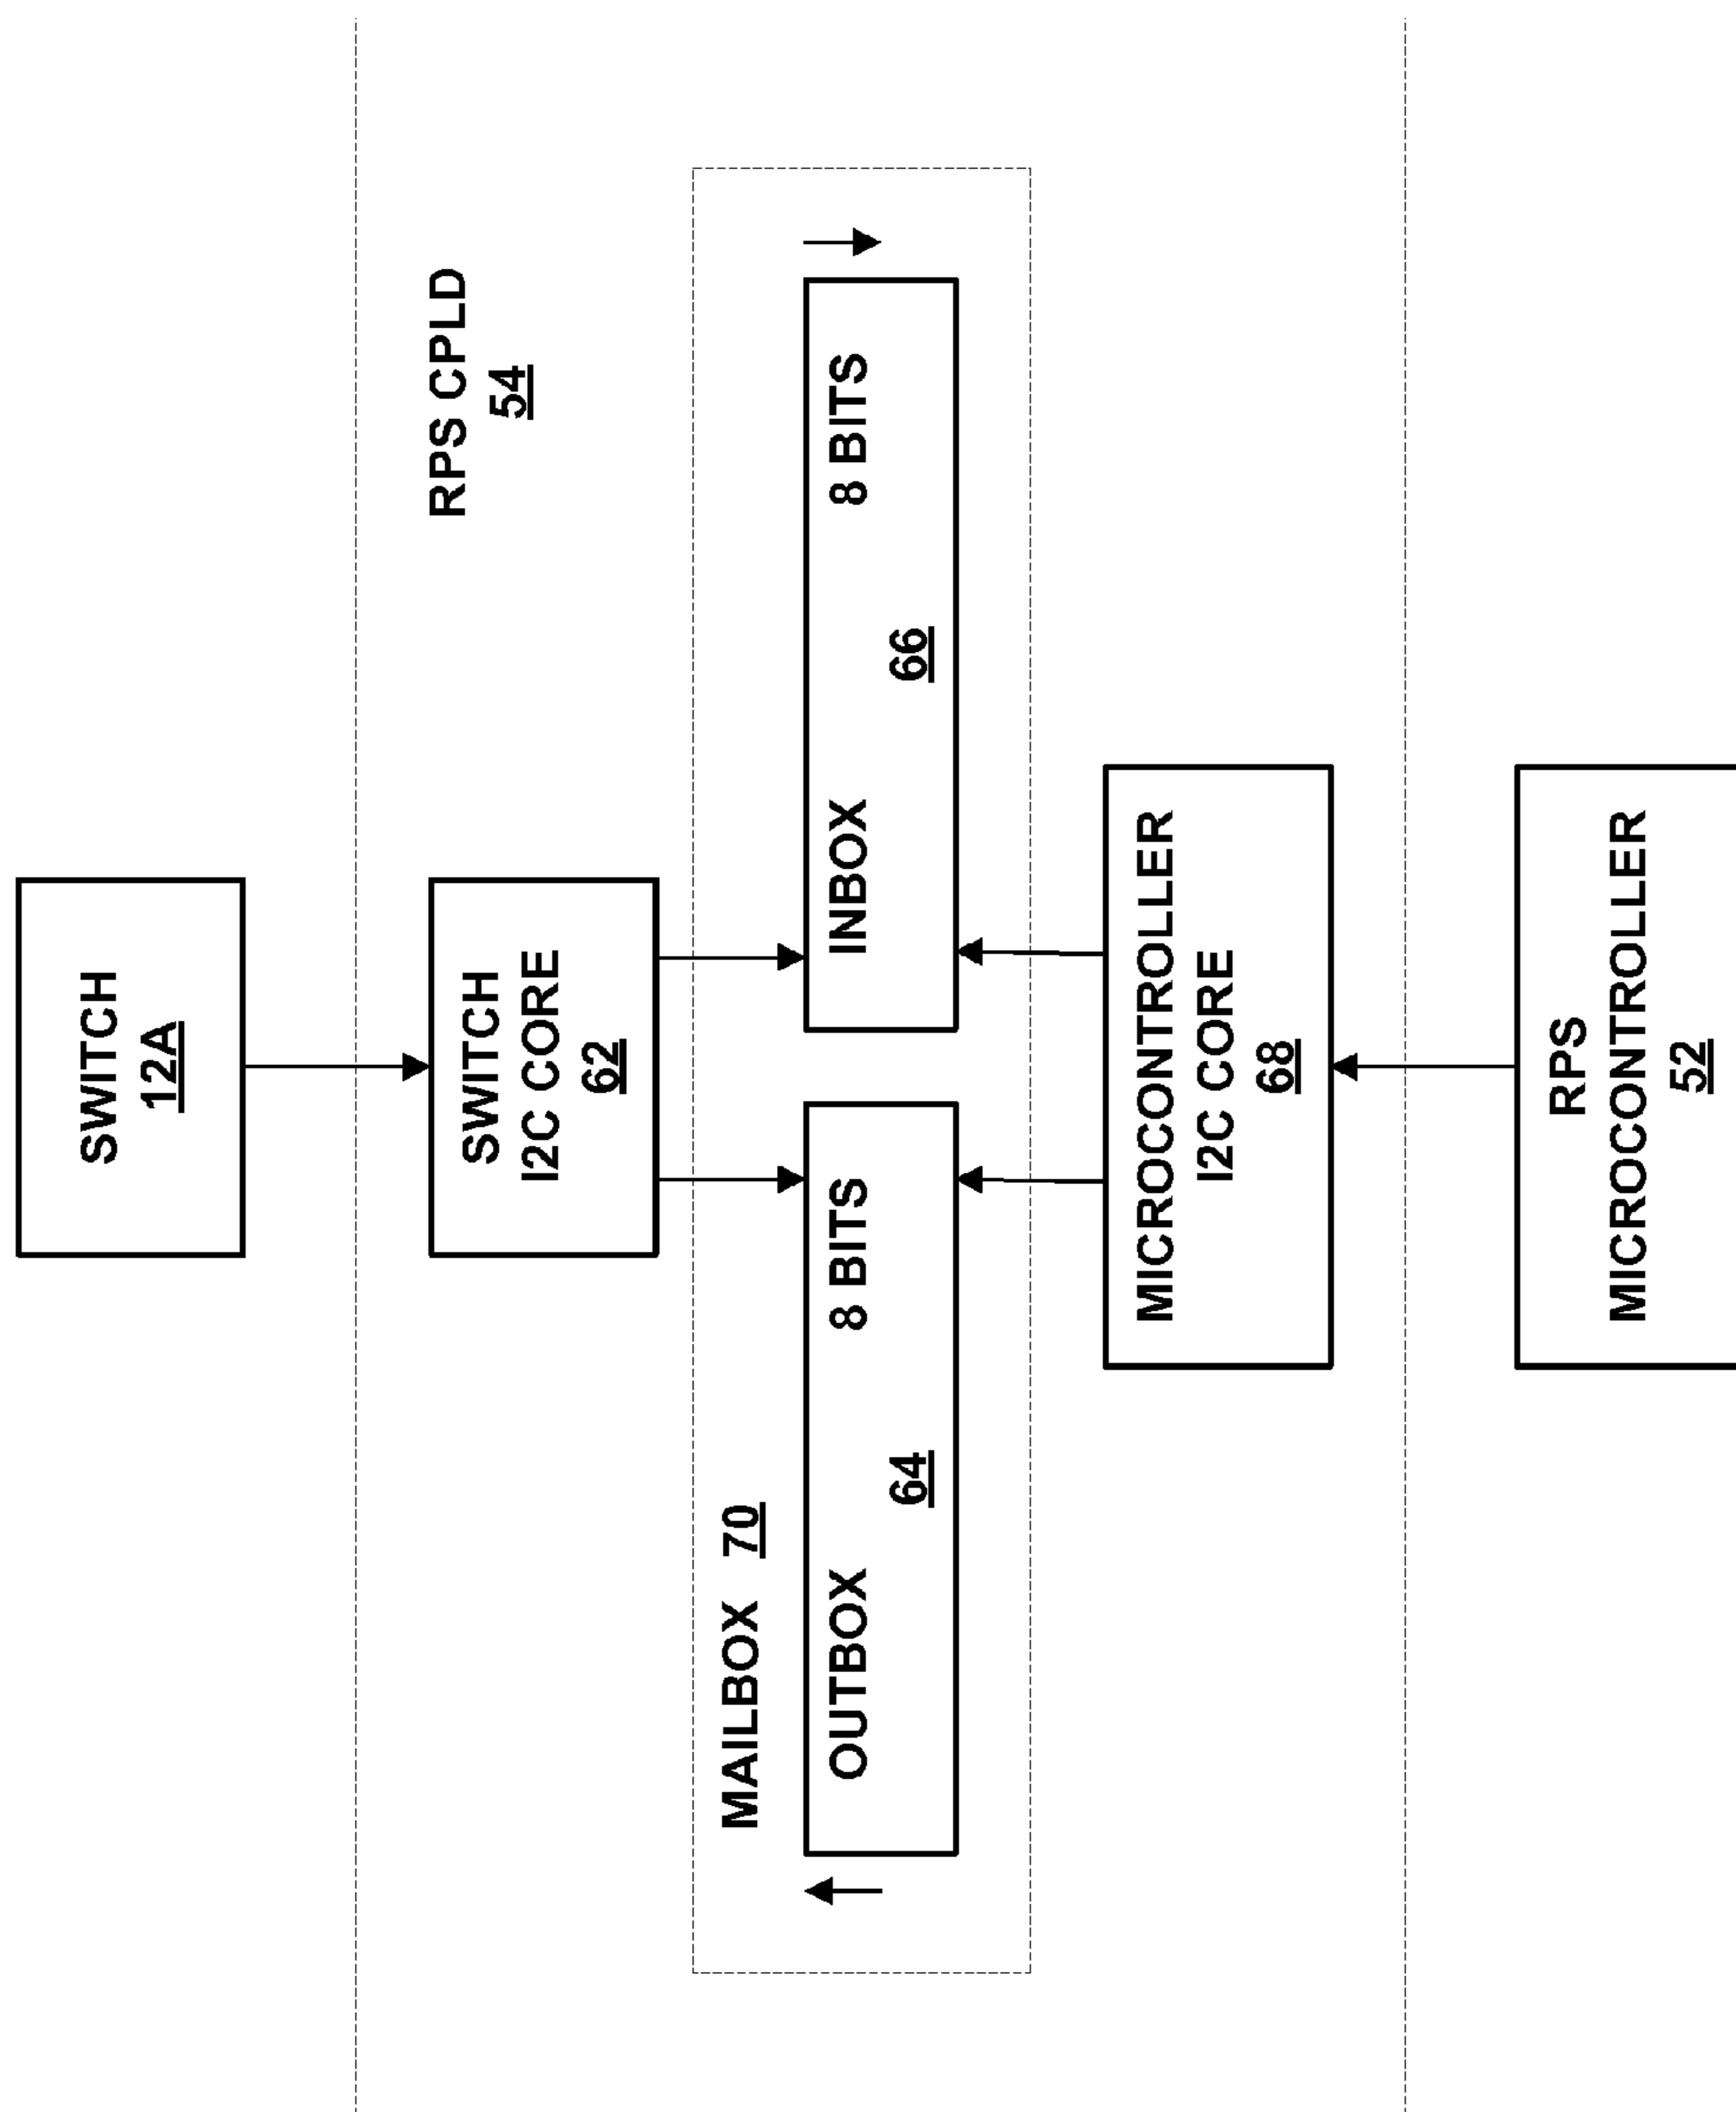 SWITCH
12A
RPS CPLD
54
SWITCH
I2C CORE
62
MAILBOX 70
OUTBOX 8 BITS
64
INBOX 8 BITS
66
MICROCONTROLLER
I2C CORE
68
RPS
MICROCONTROLLER
52